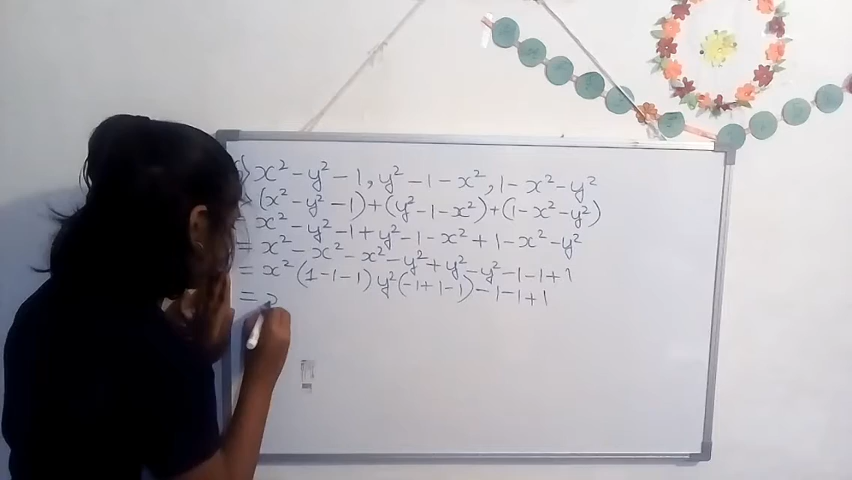 x² - y² - 1, y² - 1 - x², 1 - x² - y²
(x² - y² - 1) + (y² - 1 - x²) + (1 - x² - y²)
= x² - y² - 1 + y² - 1 - x² + 1 - x² - y²
= x² - x² - x² - y² + y² - y² - 1 - 1 + 1
= x² (1 - 1 - 1) y² (-1 + 1 - 1) - 1 - 1 + 1
=